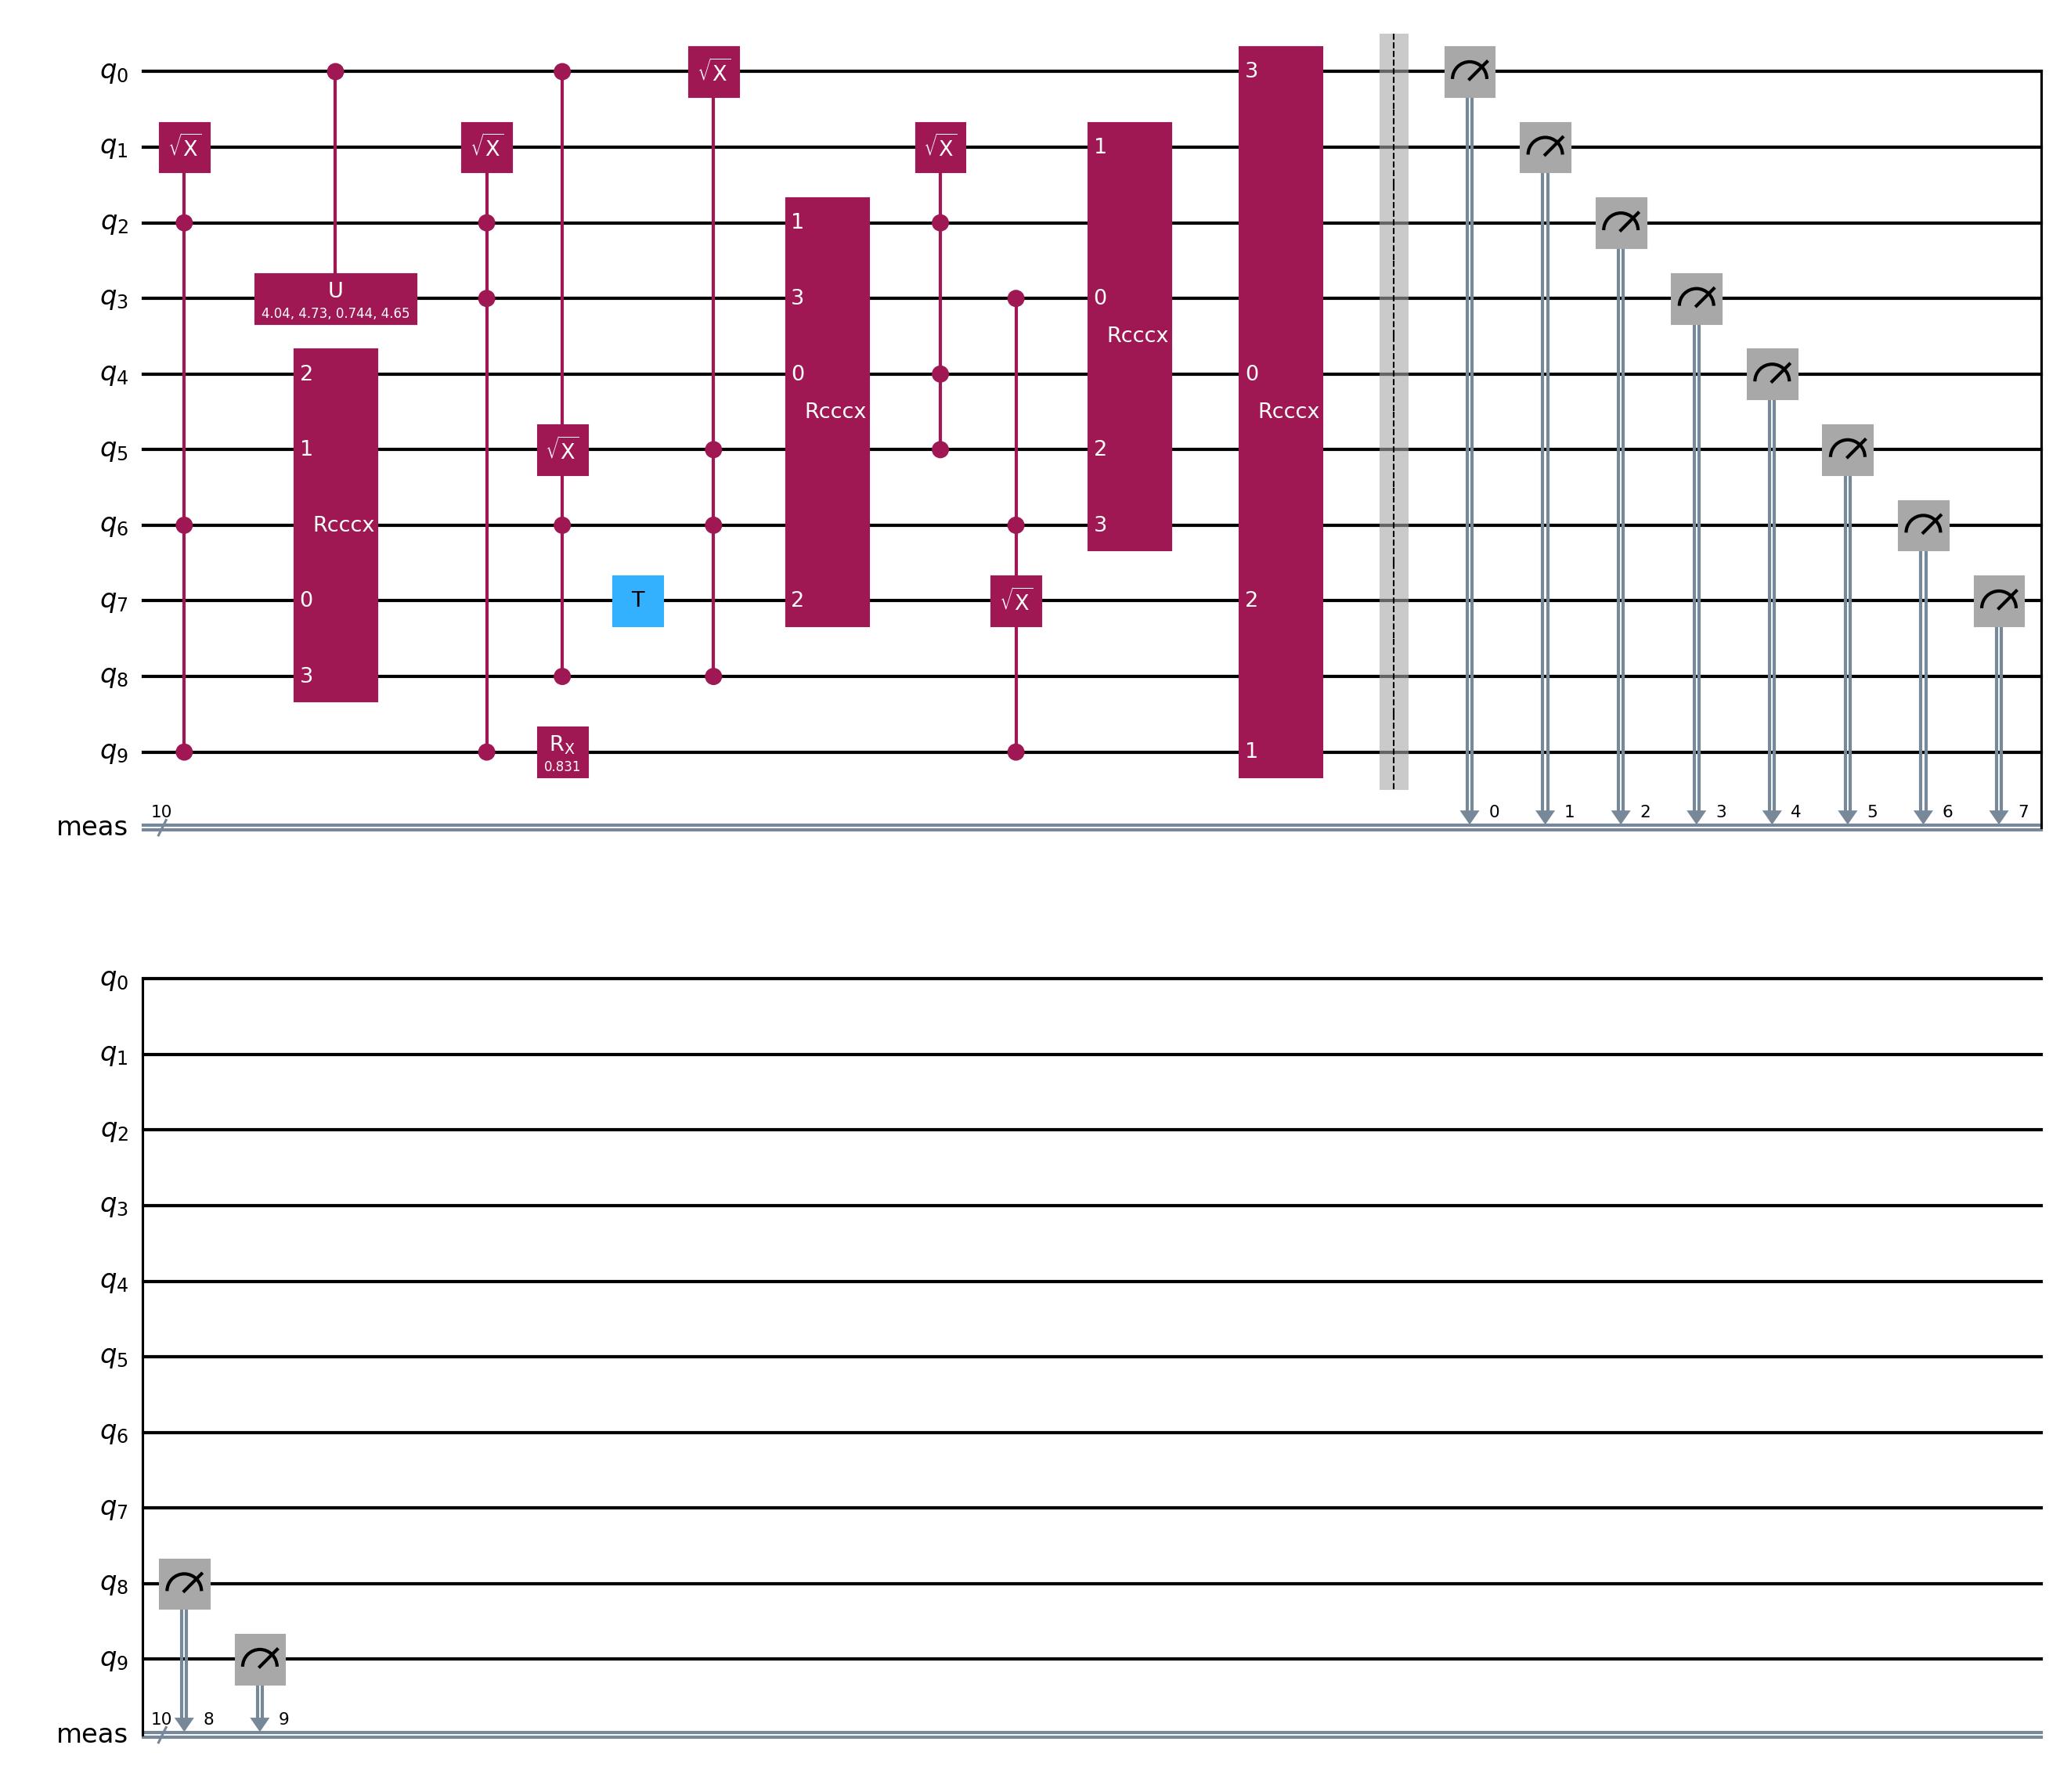 q0 √X 3
q1 √X √X √X 1
q2 1
q3 U 3 0
4.04, 4.73, 0.744, 4.65
Rcccx
q4 2 0 0
Rcccx Rcccx
q5 1 √X 2
q6 Rcccx 3
q7 0 T 2 √X 2
q8 3
q9 RX 1
0.831
10 0 1 2 3 4 5 6 7
meas
q0
q1
q2
q3
q4
q5
q6
q7
q8
q9
10 8 9
meas